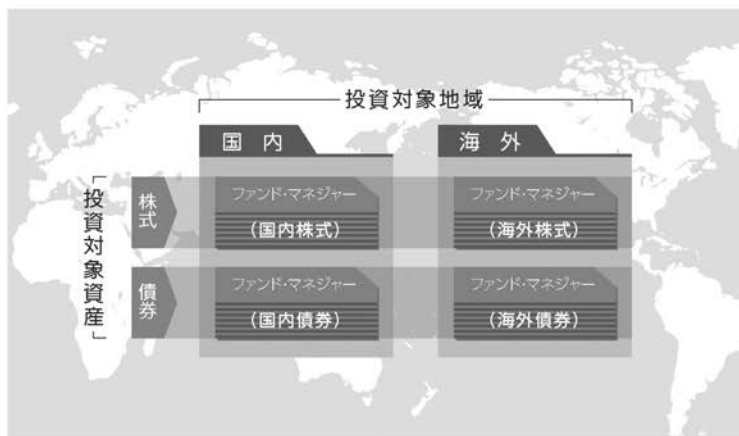 投資対象地域
国内
海外
「投資対象資産」
株式
ファンド・マネジャー
(国内株式)
ファンド・マネジャー
(海外株式)
債券
ファンド・マネジャー
(国内債券)
ファンド・マネジャー
(海外債券)